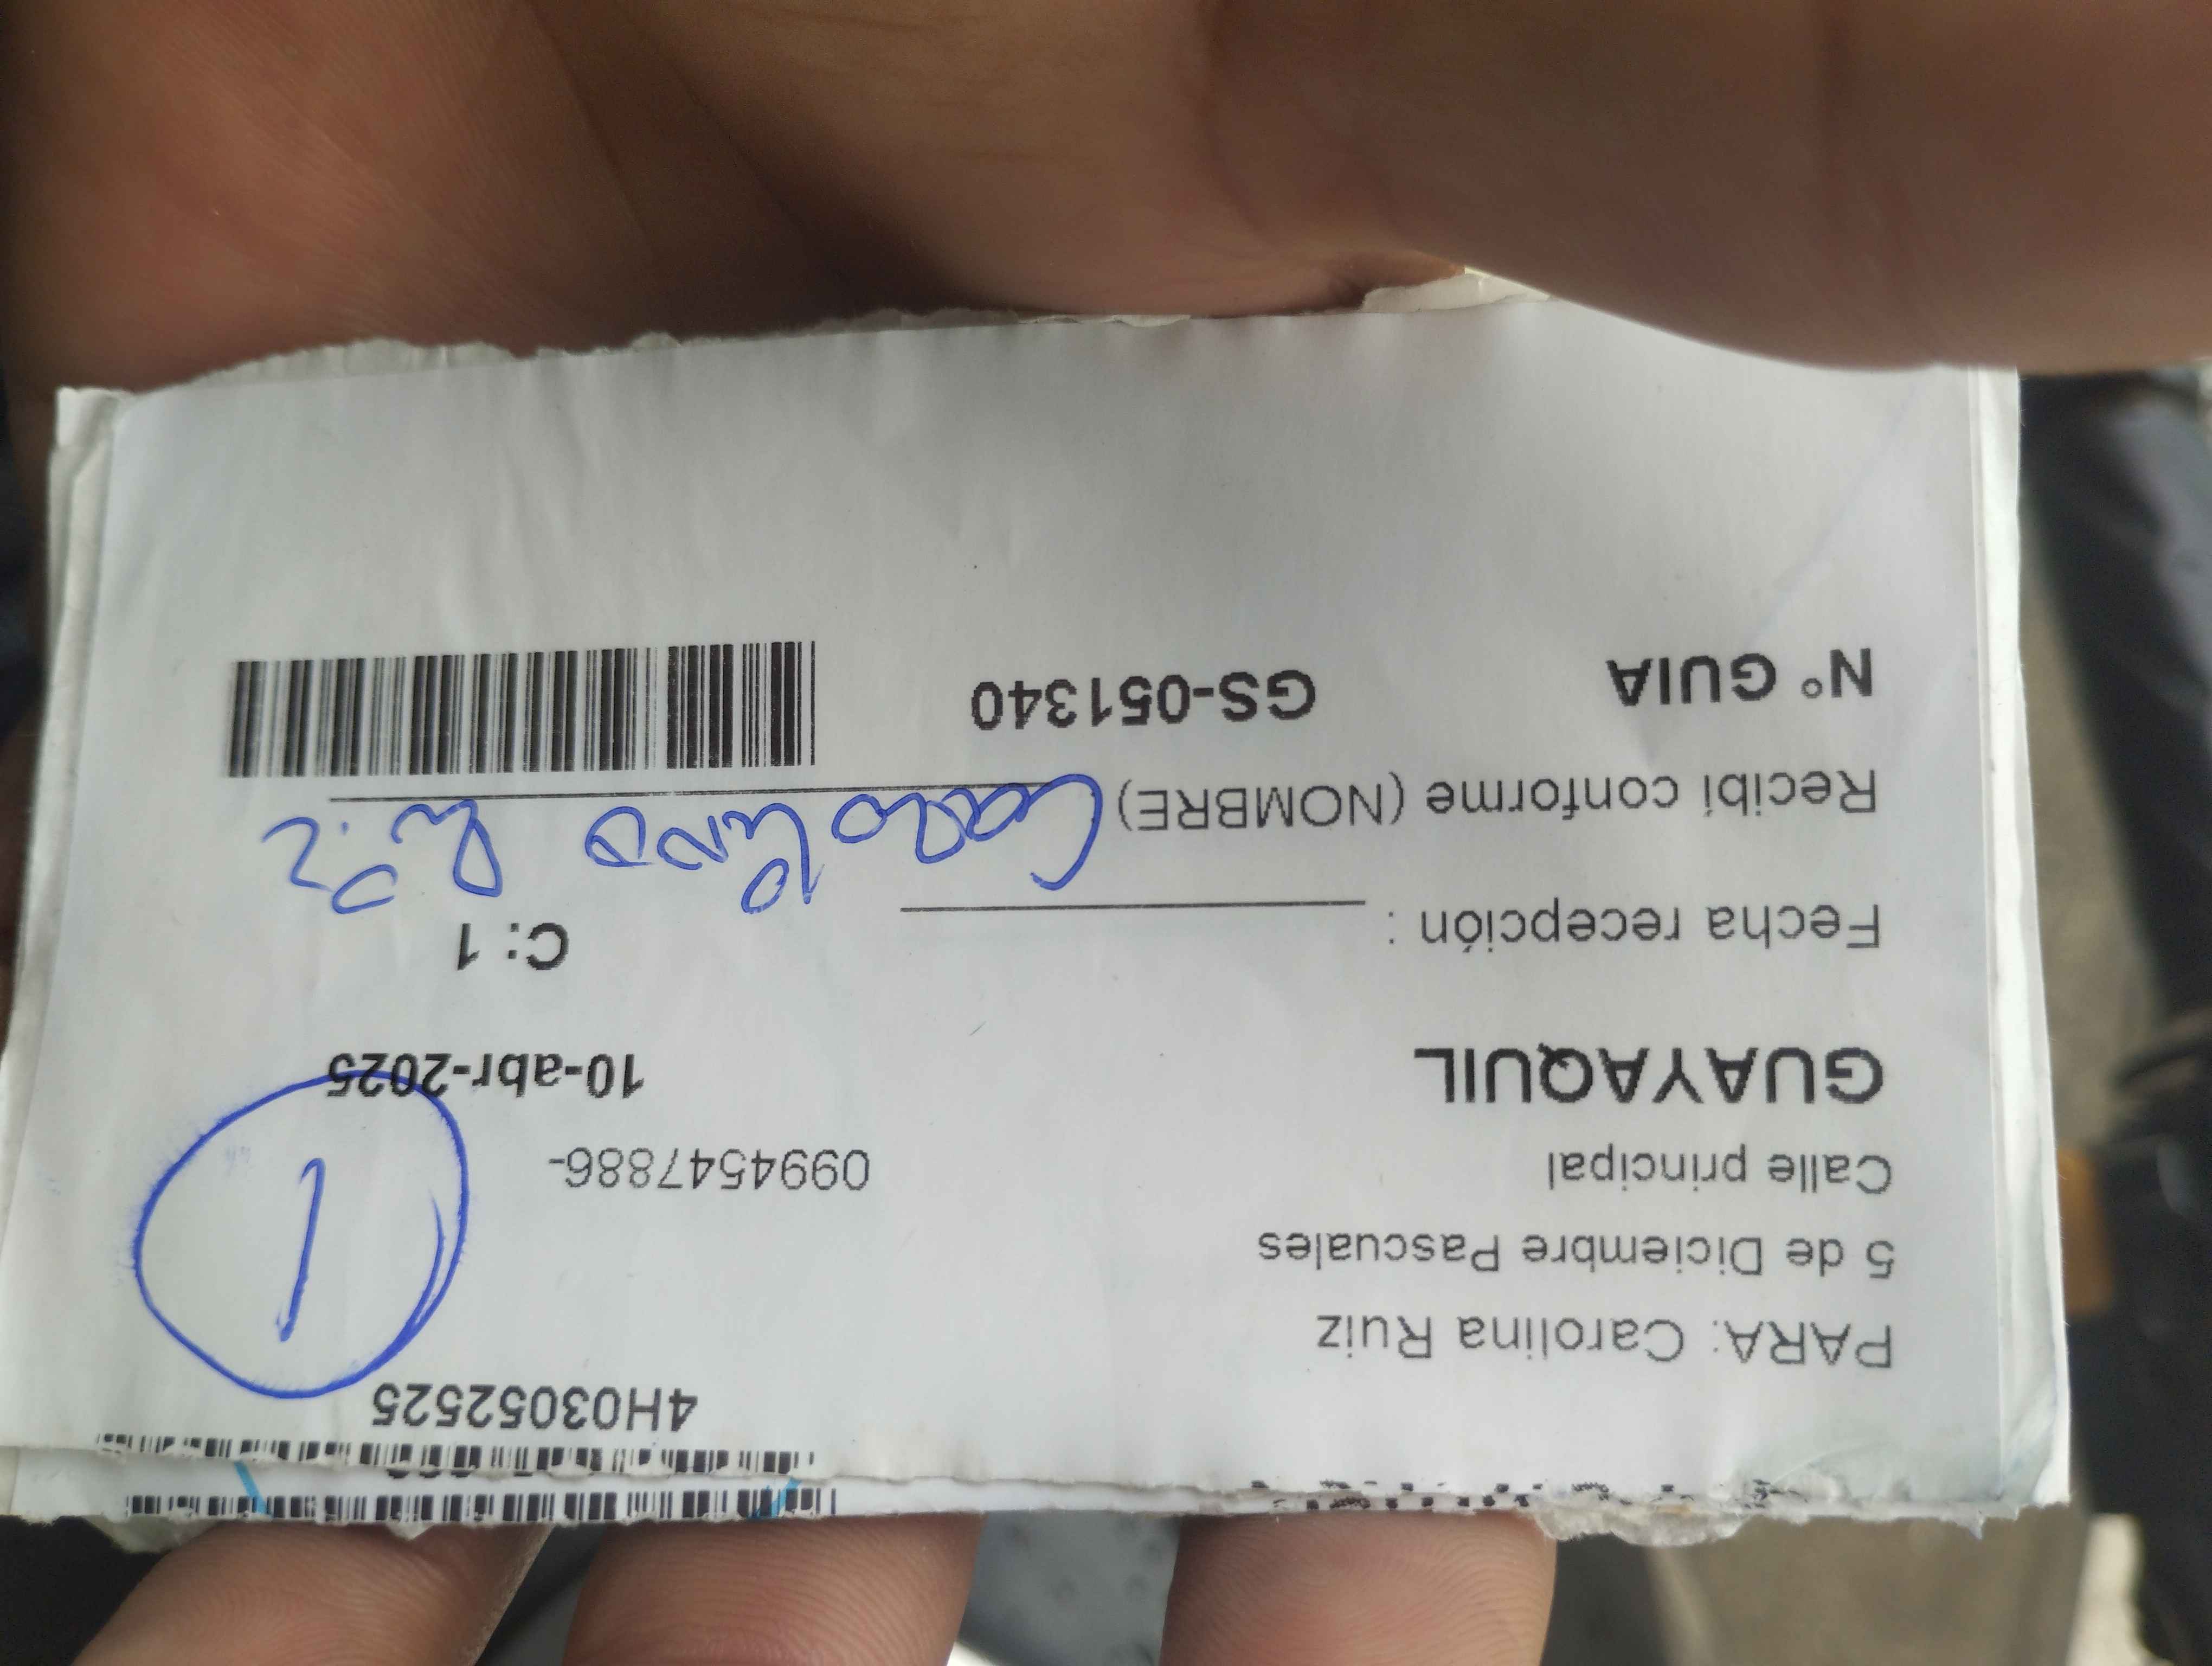 4H03052525
PARA: Carolina Ruiz
1
5 de Diciembre Pascuales
Calle principal 0994547886-
GUAYAQUIL 10-abr-2025
C: 1
Fecha recepción :
Recibi conforme (NOMBRE) Carolina Ruiz
N° GUIA GS-051340